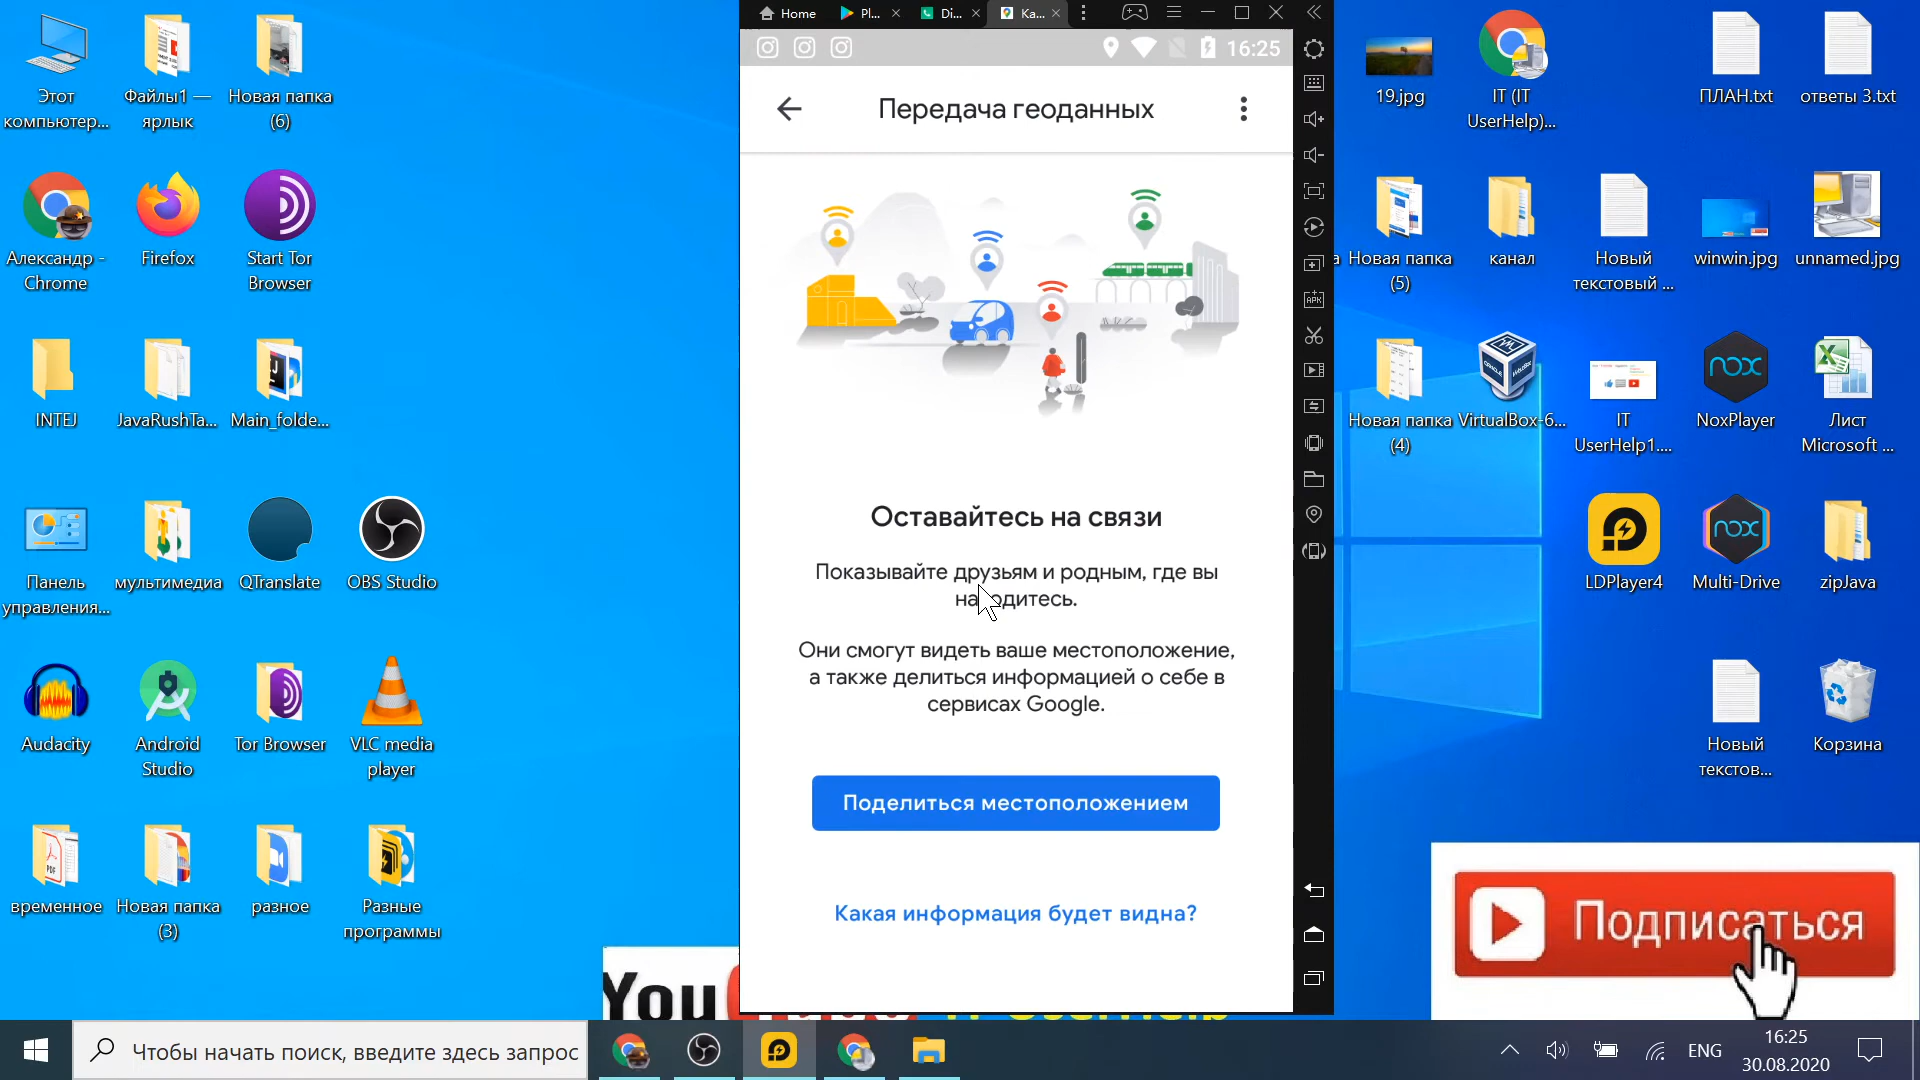 Home
Pl...
Di...
Ka...
16:25
Передача геоданных
Оставайтесь на связи
Показывайте друзьям и родным, где вы
находитесь.
Они смогут видеть ваше местоположение,
а также делиться информацией о себе в
сервисах Google.
Поделиться местоположением
Какая информация будет видна?
APK
Этот
компьютер...
Файлы1 —
ярлык
Новая папка
(6)
Александр -
Chrome
Firefox
Start Tor
Browser
INTEJ
JavaRushTa...
Main_folde...
Панель
управления...
мультимедиа
QTranslate
OBS Studio
Audacity
Android
Studio
Tor Browser
VLC media
player
временное
Новая папка
(3)
разное
Разные
программы
19.jpg
IT (IT
UserHelp)...
ПЛАН.txt
ответы 3.txt
Новая папка
(5)
канал
Новый
текстовый ...
winwin.jpg
unnamed.jpg
Новая папка
(4)
VirtualBox-6...
IT
UserHelp1....
NoxPlayer
Лист
Microsoft ...
LDPlayer4
Multi-Drive
zipJava
Новый
текстов...
Корзина
You
Подписаться
Чтобы начать поиск, введите здесь запрос
ENG
16:25
30.08.2020